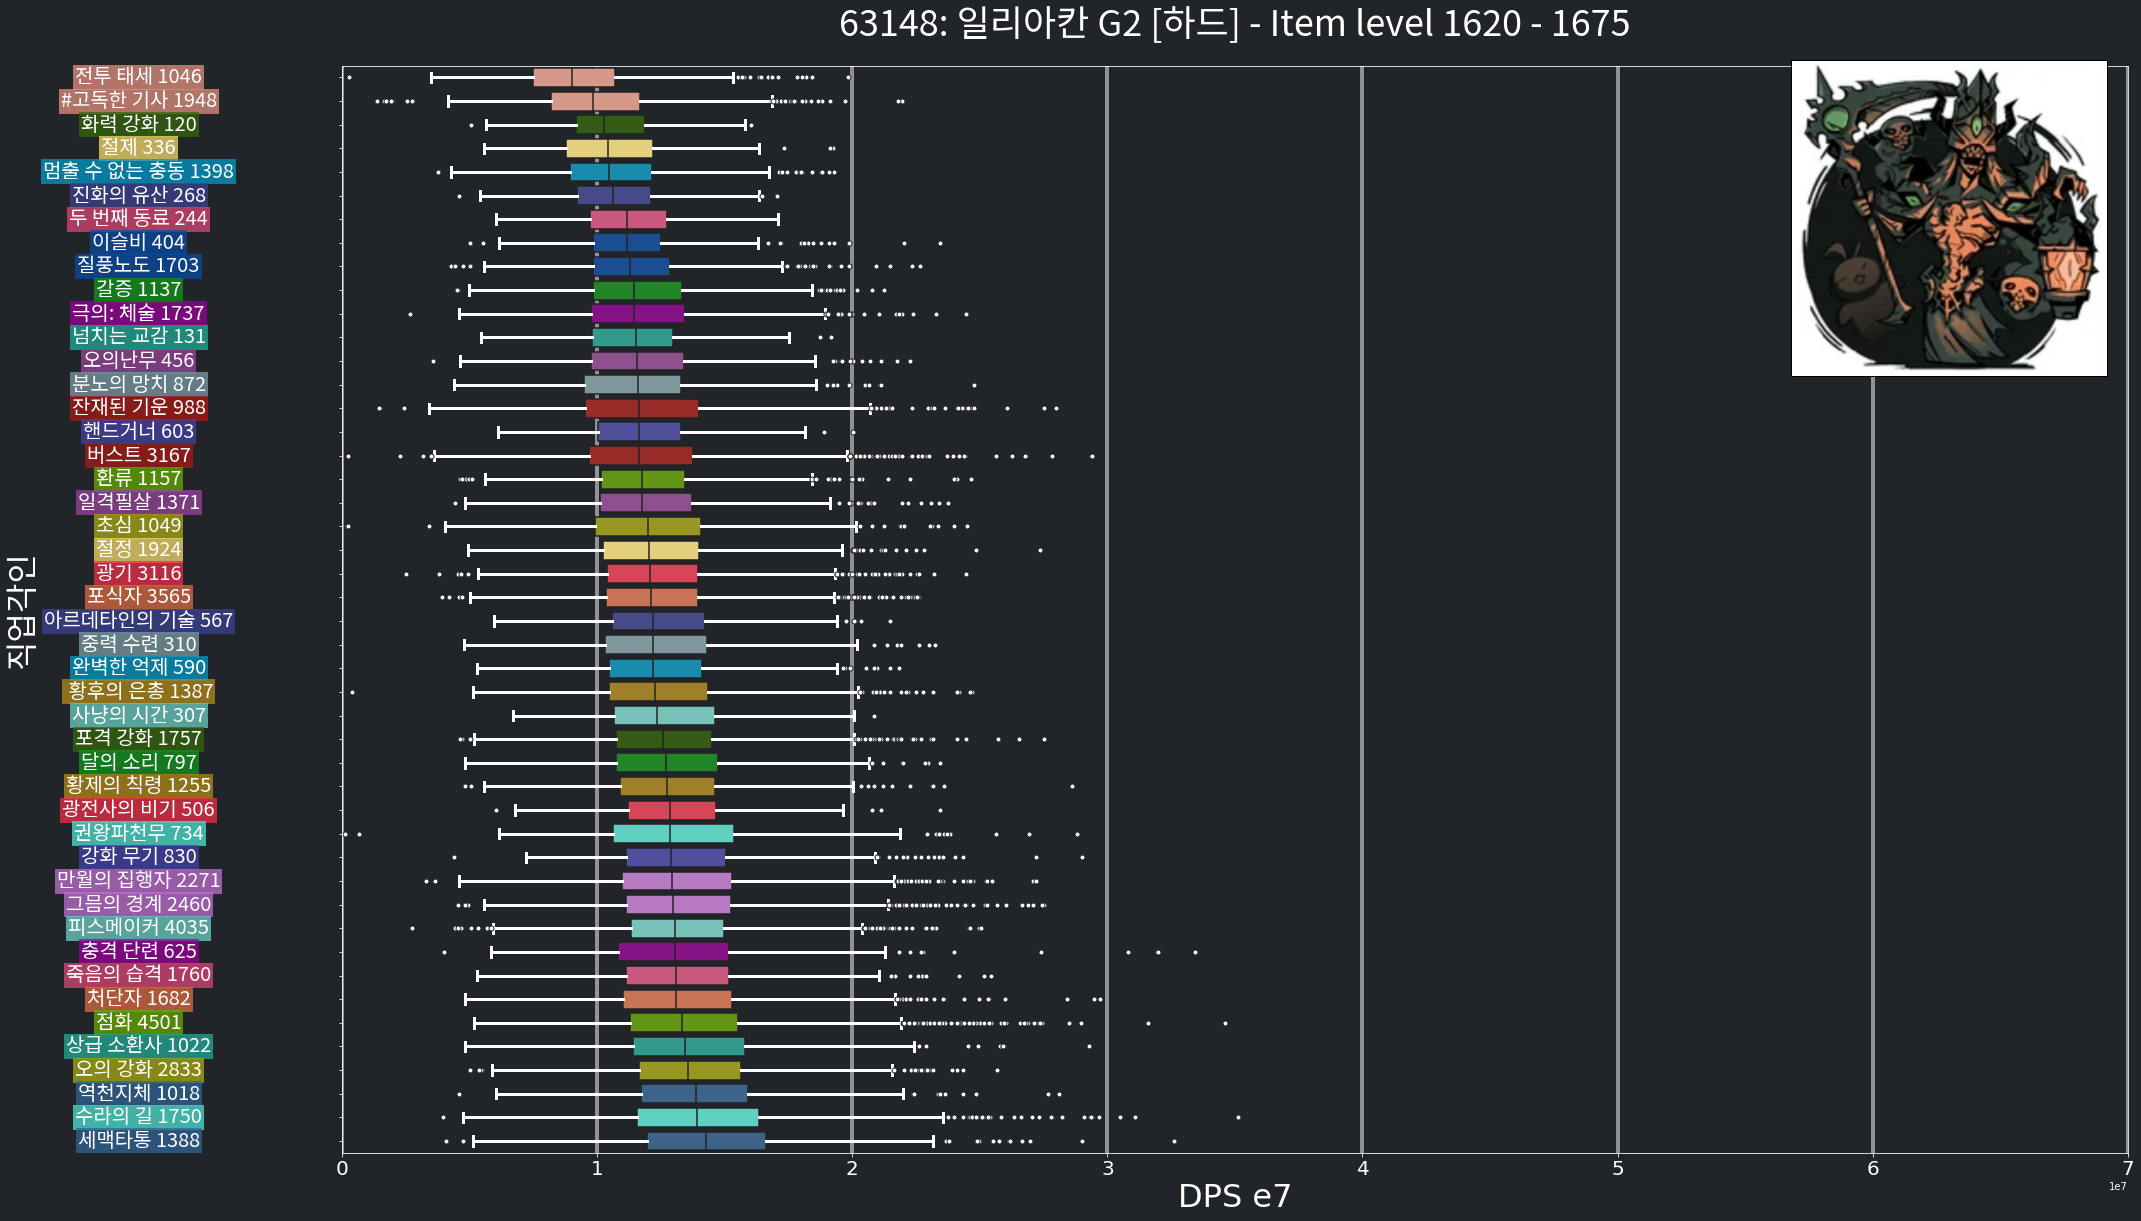 63148: 일리아칸 G2 [하드] - Item level 1620 - 1675
전투 태세 1046
#고독한 기사 1948
화력 강화 120
절제 336
멈출 수 없는 충동 1398
진화의 유산 268
두 번째 동료 244
이슬비 404
질풍노도 1703
갈증 1137
극의: 체술 1737
넘치는 교감 131
오의난무 456
분노의 망치 872
잔재된 기운 988
핸드거너 603
버스트 3167
환류 1157
일격필살 1371
초심 1049
절정 1924
광기 3116
포식자 3565
아르데타인의 기술 567
중력 수련 310
완벽한 억제 590
황후의 은총 1387
사냥의 시간 307
포격 강화 1757
달의 소리 797
황제의 칙령 1255
광전사의 비기 506
권왕파천무 734
강화 무기 830
만월의 집행자 2271
그믐의 경계 2460
피스메이커 4035
충격 단련 625
죽음의 습격 1760
처단자 1682
점화 4501
상급 소환사 1022
오의 강화 2833
역천지체 1018
수라의 길 1750
세맥타통 1388
직업각인
0 1 2 3 4 5 6 7
1e7
DPS e7